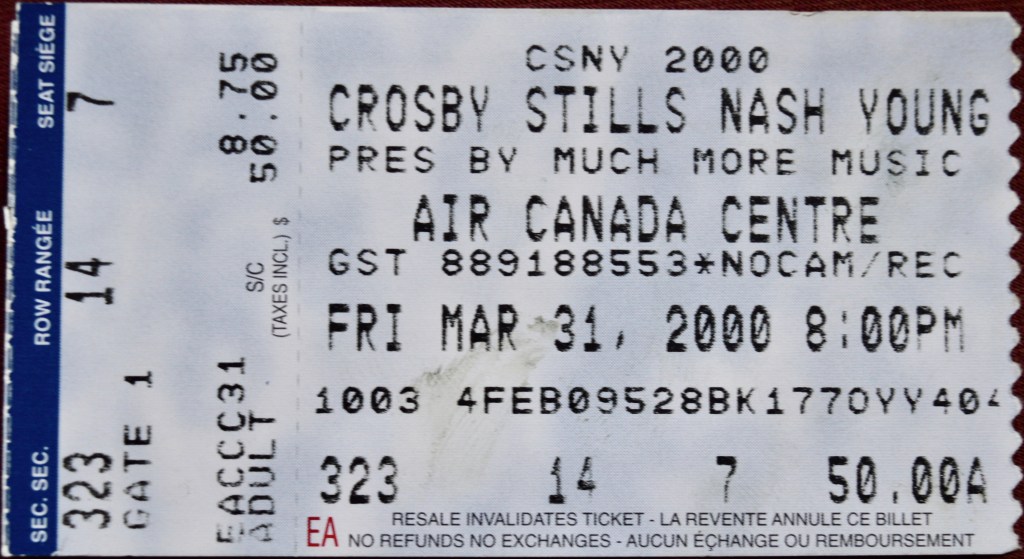 CSNY 2000
CROSBY STILLS NASH YOUNG
PRES BY MUCH MORE MUSIC
AIR CANADA CENTRE
GST 889188553*NOCAM/REC
FRI MAR 31, 2000 8:00PM
1003 4FEB09528BK1770YY404
323 14 7 50.00A
EA
RESALE INVALIDATES TICKET - LA REVENTE ANNULE CE BILLET
NO REFUNDS NO EXCHANGES - AUCUN ÉÇHANGE OU REMBOURSEMENT
SEC. SEC. ROW RANGÉE SEAT SIÈGE
323 14 7
GATE 1
EACCC31 8.75
ADULT 50.00
S/C
(TAXES INCL.) $